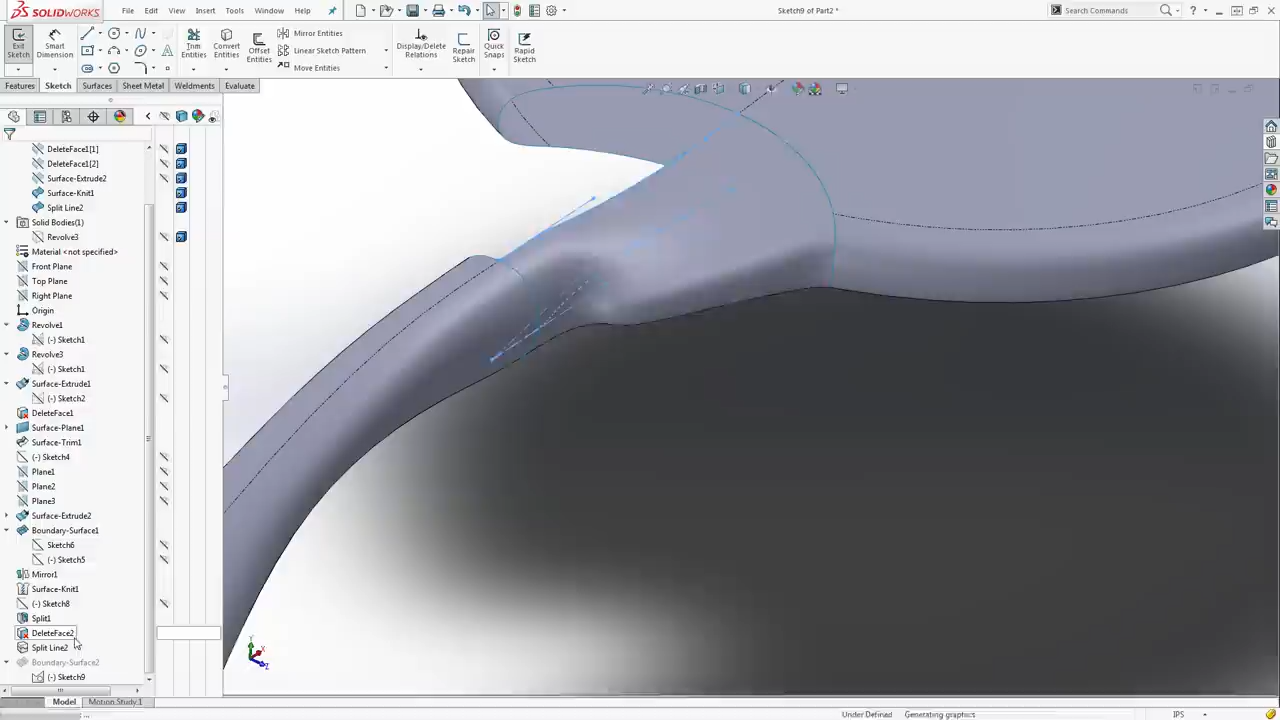 SOLIDWORKS File Edit View Insert Tools Window Help Sketch9 of Part2 * Search Commands
Exit Sketch
Smart Dimension
Trim Entities
Convert Entities
Offset Entities
Mirror Entities
Linear Sketch Pattern
Move Entities
Display/Delete Relations
Repair Sketch
Quick Snaps
Rapid Sketch
Features Sketch Surfaces Sheet Metal Weldments Evaluate
DeleteFace1[1]
DeleteFace1[2]
Surface-Extrude2
Surface-Knit1
Split Line2
Solid Bodies(1)
Revolve3
Material <not specified>
Front Plane
Top Plane
Right Plane
Origin
Revolve1
(-) Sketch1
Revolve3
(-) Sketch1
Surface-Extrude1
(-) Sketch2
DeleteFace1
Surface-Plane1
Surface-Trim1
(-) Sketch4
Plane1
Plane2
Plane3
Surface-Extrude2
Boundary-Surface1
Sketch6
(-) Sketch5
Mirror1
Surface-Knit1
(-) Sketch8
Split1
DeleteFace2
Split Line2
Boundary-Surface2
(-) Sketch9
Y
X
Z
Model Motion Study 1
... Under Defined Generating graphics IPS